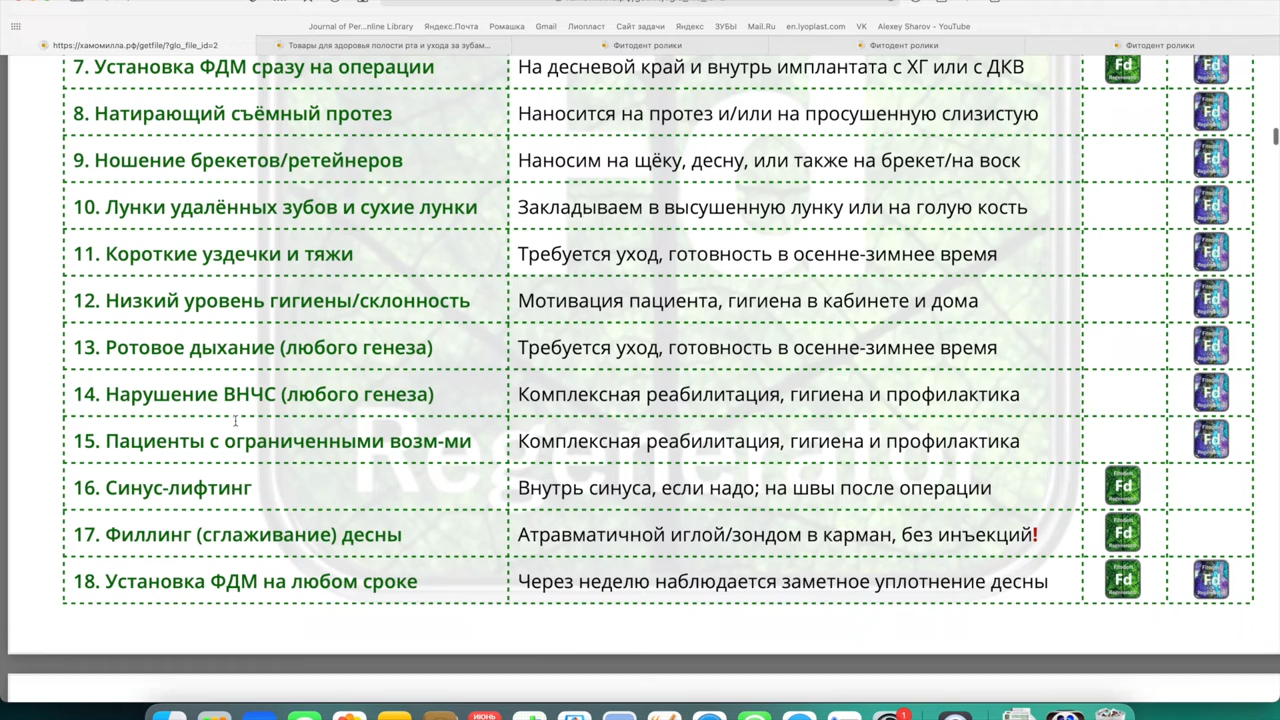 Journal of Per...nline Library Яндекс.Почта Ромашка Gmail Лиопласт Сайт задачи Яндекс ЗУБЫ Mail.Ru en.lyoplast.com VK Alexey Sharov - YouTube
https://хамомилла.рф/getfile/?glo_file_id=2 Товары для здоровья полости рта и ухода за зубам... Фитодент ролики Фитодент ролики Фитодент ролики
7. Установка ФДМ сразу на операции На десневой край и внутрь имплантата с ХГ или с ДКВ
8. Натирающий съёмный протез Наносится на протез и/или на просушенную слизистую
9. Ношение брекетов/ретейнеров Наносим на щёку, десну, или также на брекет/на воск
10. Лунки удалённых зубов и сухие лунки Закладываем в высушенную лунку или на голую кость
11. Короткие уздечки и тяжи Требуется уход, готовность в осенне-зимнее время
12. Низкий уровень гигиены/склонность Мотивация пациента, гигиена в кабинете и дома
13. Ротовое дыхание (любого генеза) Требуется уход, готовность в осенне-зимнее время
14. Нарушение ВНЧС (любого генеза) Комплексная реабилитация, гигиена и профилактика
15. Пациенты с ограниченными возм-ми Комплексная реабилитация, гигиена и профилактика
16. Синус-лифтинг Внутрь синуса, если надо; на швы после операции
17. Филлинг (сглаживание) десны Атравматичной иглой/зондом в карман, без инъекций!
18. Установка ФДМ на любом сроке Через неделю наблюдается заметное уплотнение десны
ИЮНЬ
1